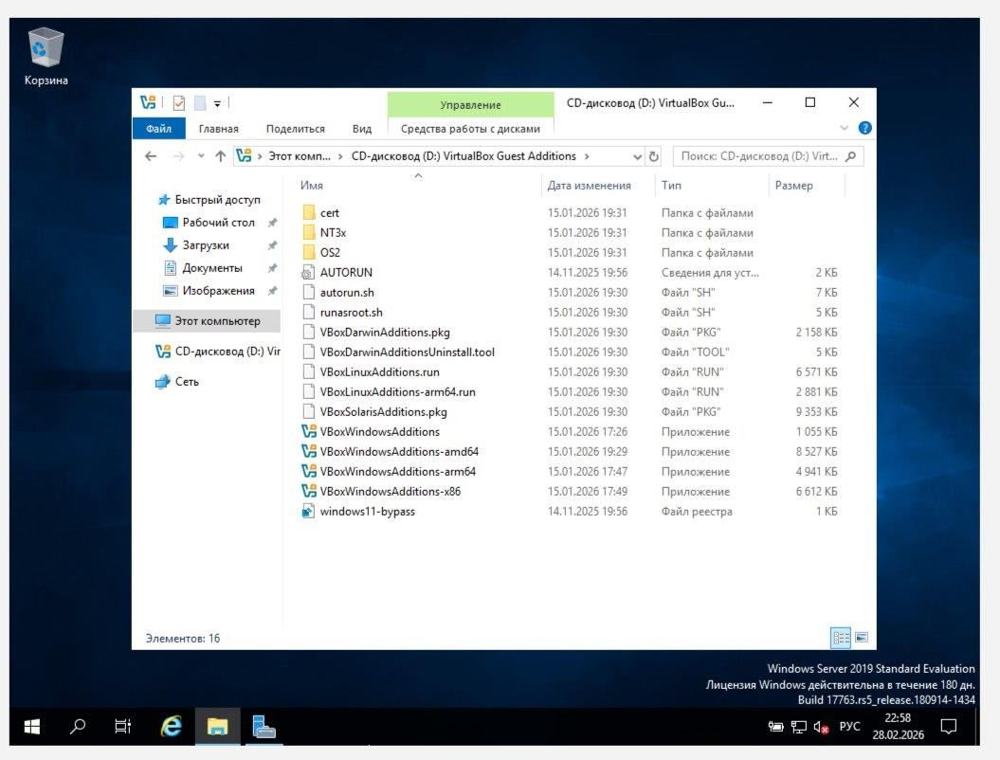 Корзина
Управление
CD-дисковод (D:) VirtualBox Gu...
Файл
Главная
Поделиться
Вид
Средства работы с дисками
Этот комп... CD-дисковод (D:) VirtualBox Guest Additions
Поиск: CD-дисковод (D:) Virt...
Имя Дата изменения Тип Размер
Быстрый доступ
Рабочий стол
Загрузки
Документы
Изображения
Этот компьютер
CD-дисковод (D:) Vir
Сеть
cert 15.01.2026 19:31 Папка с файлами
NT3x 15.01.2026 19:31 Папка с файлами
OS2 15.01.2026 19:31 Папка с файлами
AUTORUN 14.11.2025 19:56 Сведения для уст... 2 КБ
autorun.sh 15.01.2026 19:30 Файл "SH" 7 КБ
runasroot.sh 15.01.2026 19:30 Файл "SH" 5 КБ
VBoxDarwinAdditions.pkg 15.01.2026 19:30 Файл "PKG" 2 158 КБ
VBoxDarwinAdditionsUninstall.tool 15.01.2026 19:30 Файл "TOOL" 5 КБ
VBoxLinuxAdditions.run 15.01.2026 19:30 Файл "RUN" 6 571 КБ
VBoxLinuxAdditions-arm64.run 15.01.2026 19:30 Файл "RUN" 2 881 КБ
VBoxSolarisAdditions.pkg 15.01.2026 19:30 Файл "PKG" 9 353 КБ
VBoxWindowsAdditions 15.01.2026 17:26 Приложение 1 055 КБ
VBoxWindowsAdditions-amd64 15.01.2026 19:29 Приложение 8 527 КБ
VBoxWindowsAdditions-arm64 15.01.2026 17:47 Приложение 4 941 КБ
VBoxWindowsAdditions-x86 15.01.2026 17:49 Приложение 6 612 КБ
windows11-bypass 14.11.2025 19:56 Файл реестра 1 КБ
Элементов: 16
Windows Server 2019 Standard Evaluation
Лицензия Windows действительна в течение 180 дн.
Build 17763.rs5_release.180914-1434
РУС
22:58
28.02.2026